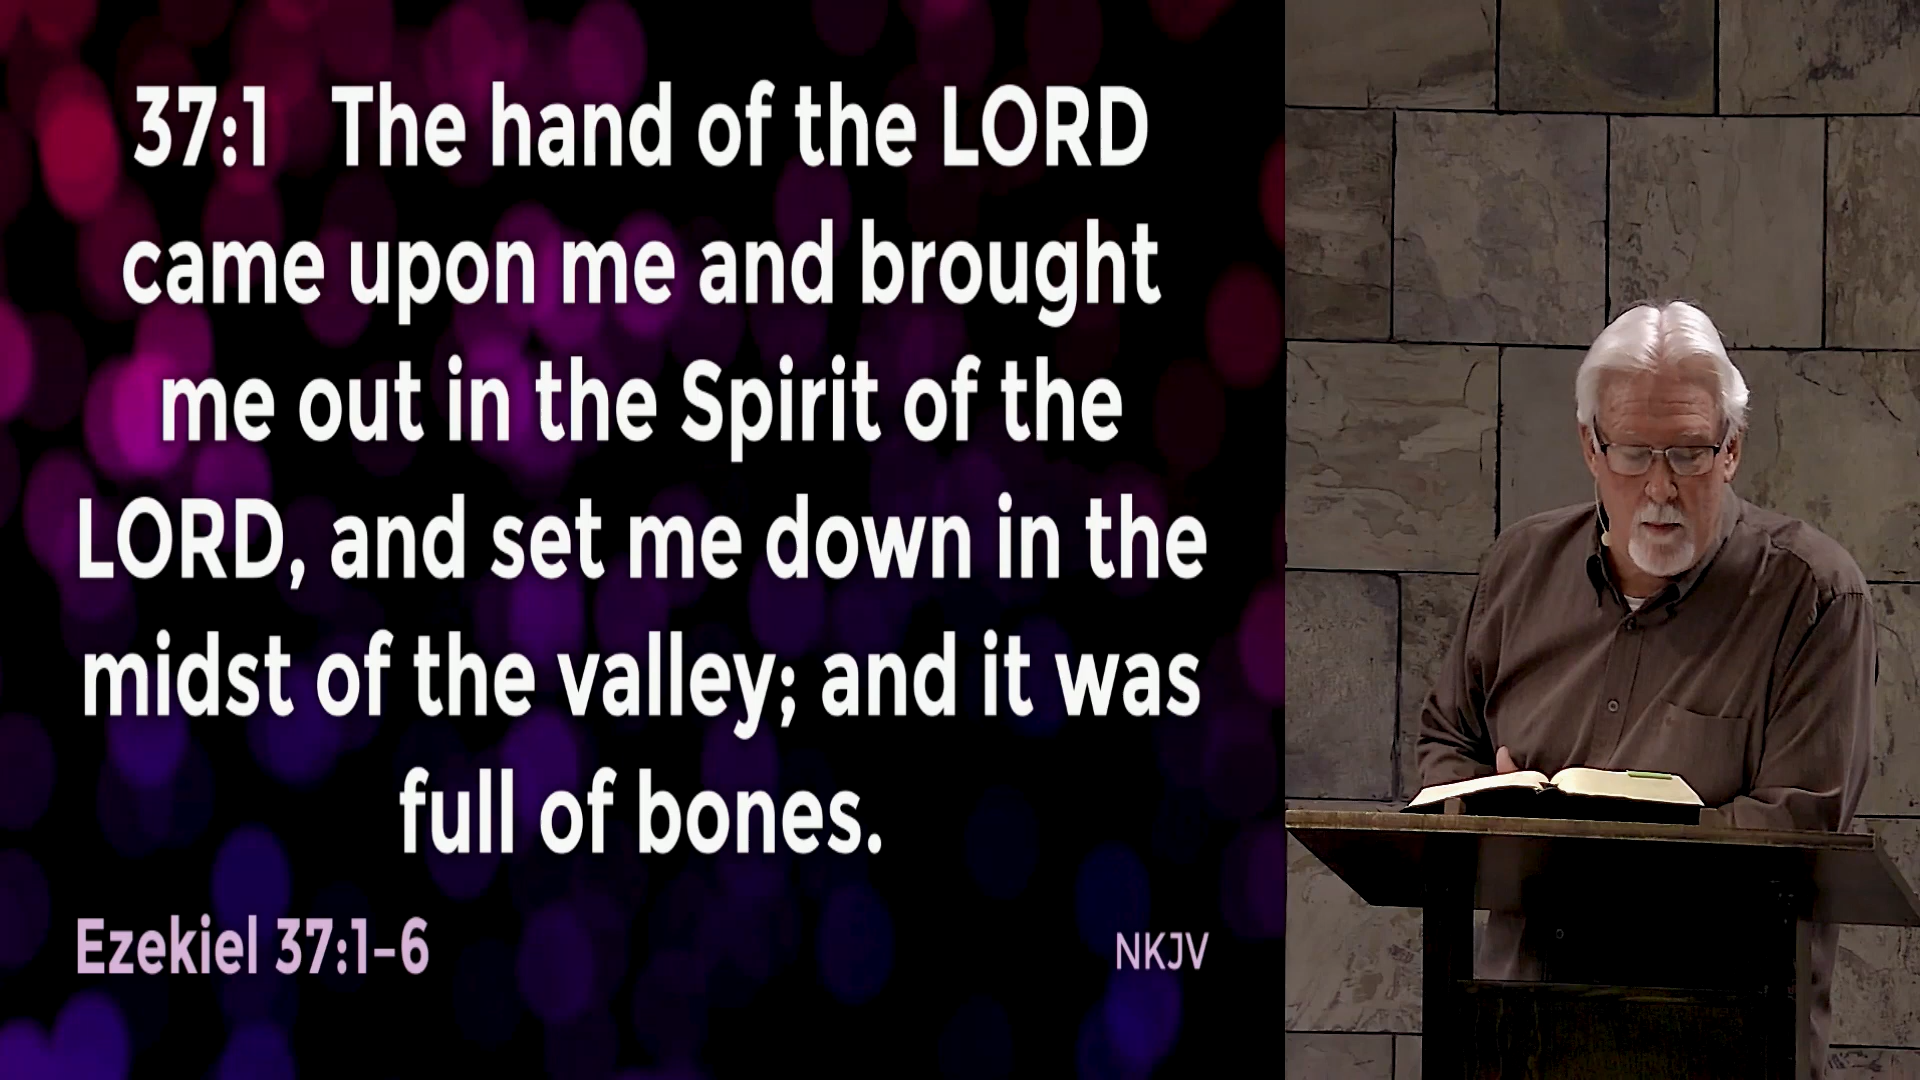 37:1 The hand of the LORD
came upon me and brought
me out in the Spirit of the
LORD, and set me down in the
midst of the valley; and it was
full of bones.
Ezekiel 37:1-6
NKJV